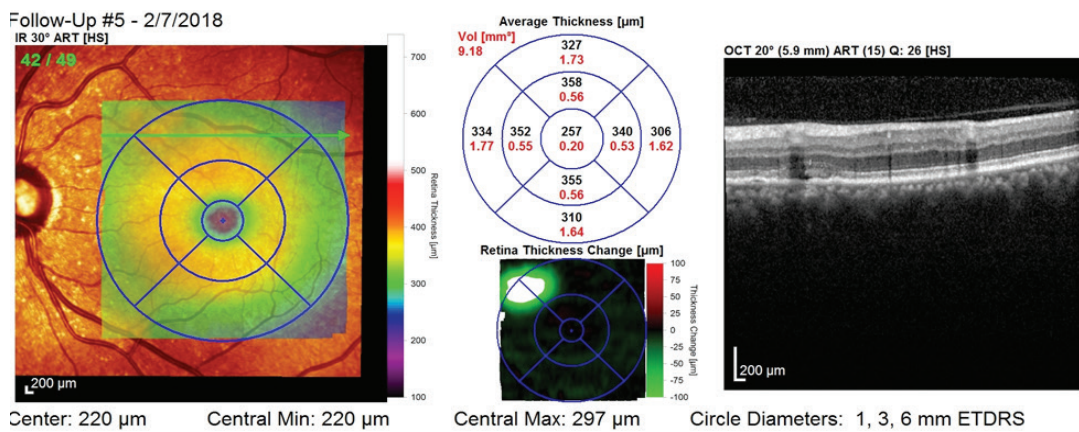 Follow-Up #5 - 2/7/2018
IR 30° ART [HS]
42 / 49
700
600
500
400
300
200
100
Retina Thickness [µm]
200 µm
Average Thickness [µm]
Vol [mm³]
9.18
327
1.73
358
0.56
334 352 257 340 306
1.77 0.55 0.20 0.53 1.62
355
0.56
310
1.64
Retina Thickness Change [µm]
100
75
50
25
0
-25
-50
-75
-100
Thickness Change [µm]
OCT 20° (5.9 mm) ART (15) Q: 26 [HS]
200 µm
Center: 220 µm Central Min: 220 µm Central Max: 297 µm Circle Diameters: 1, 3, 6 mm ETDRS